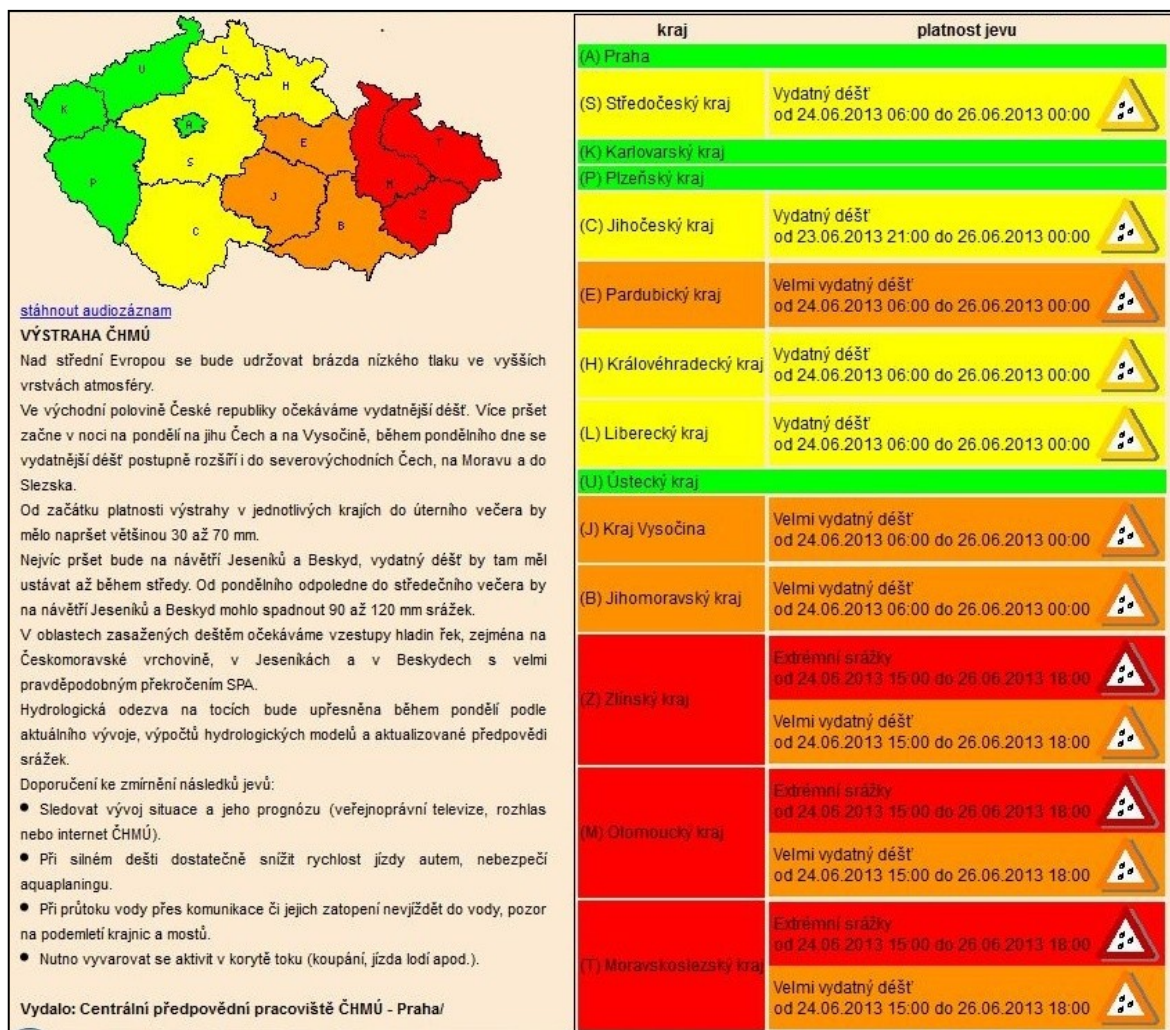 L
U
H
K
A
E
T
S
P
J
M
Z
B
C
stáhnout audiozáznam
VÝSTRAHA ČHMÚ
Nad střední Evropou se bude udržovat brázda nízkého tlaku ve vyšších
vrstvách atmosféry.
Ve východní polovině České republiky očekáváme vydatnější déšť. Více pršet
začne v noci na pondělí na jihu Čech a na Vysočině, během pondělního dne se
vydatnější déšť postupně rozšíří i do severovýchodních Čech, na Moravu a do
Slezska.
Od začátku platnosti výstrahy v jednotlivých krajích do úterního večera by
mělo napršet většinou 30 až 70 mm.
Nejvíc pršet bude na návětří Jeseníků a Beskyd, vydatný déšť by tam měl
ustávat až během středy. Od pondělního odpoledne do středečního večera by
na návětří Jeseníků a Beskyd mohlo spadnout 90 až 120 mm srážek.
V oblastech zasažených deštěm očekáváme vzestupy hladin řek, zejména na
Českomoravské vrchovině, v Jeseníkách a v Beskydech s velmi
pravděpodobným překročením SPA.
Hydrologická odezva na tocích bude upřesněna během pondělí podle
aktuálního vývoje, výpočtů hydrologických modelů a aktualizované předpovědi
srážek.
Doporučení ke zmírnění následků jevů:
• Sledovat vývoj situace a jeho prognózu (veřejnoprávní televize, rozhlas
nebo internet ČHMÚ).
• Při silném dešti dostatečně snížit rychlost jízdy autem, nebezpečí
aquaplaningu.
• Při průtoku vody přes komunikace či jejich zatopení nevjíždět do vody, pozor
na podemletí krajnic a mostů.
• Nutno vyvarovat se aktivit v korytě toku (koupání, jízda lodí apod.).
Vydalo: Centrální předpovědní pracoviště ČHMÚ - Praha/
kraj platnost jevu
(A) Praha
(S) Středočeský kraj
Vydatný déšť
od 24.06.2013 06:00 do 26.06.2013 00:00
(K) Karlovarský kraj
(P) Plzeňský kraj
(C) Jihočeský kraj
Vydatný déšť
od 23.06.2013 21:00 do 26.06.2013 00:00
(E) Pardubický kraj
Velmi vydatný déšť
od 24.06.2013 06:00 do 26.06.2013 00:00
(H) Královéhradecký kraj
Vydatný déšť
od 24.06.2013 06:00 do 26.06.2013 00:00
(L) Liberecký kraj
Vydatný déšť
od 24.06.2013 06:00 do 26.06.2013 00:00
(U) Ústecký kraj
(J) Kraj Vysočina
Velmi vydatný déšť
od 24.06.2013 06:00 do 26.06.2013 00:00
(B) Jihomoravský kraj
Velmi vydatný déšť
od 24.06.2013 06:00 do 26.06.2013 00:00
(Z) Zlínský kraj
Extrémní srážky
od 24.06.2013 15:00 do 26.06.2013 18:00
Velmi vydatný déšť
od 24.06.2013 15:00 do 26.06.2013 18:00
(M) Olomoucký kraj
Extrémní srážky
od 24.06.2013 15:00 do 26.06.2013 18:00
Velmi vydatný déšť
od 24.06.2013 15:00 do 26.06.2013 18:00
(T) Moravskoslezský kraj
Extrémní srážky
od 24.06.2013 15:00 do 26.06.2013 18:00
Velmi vydatný déšť
od 24.06.2013 15:00 do 26.06.2013 18:00